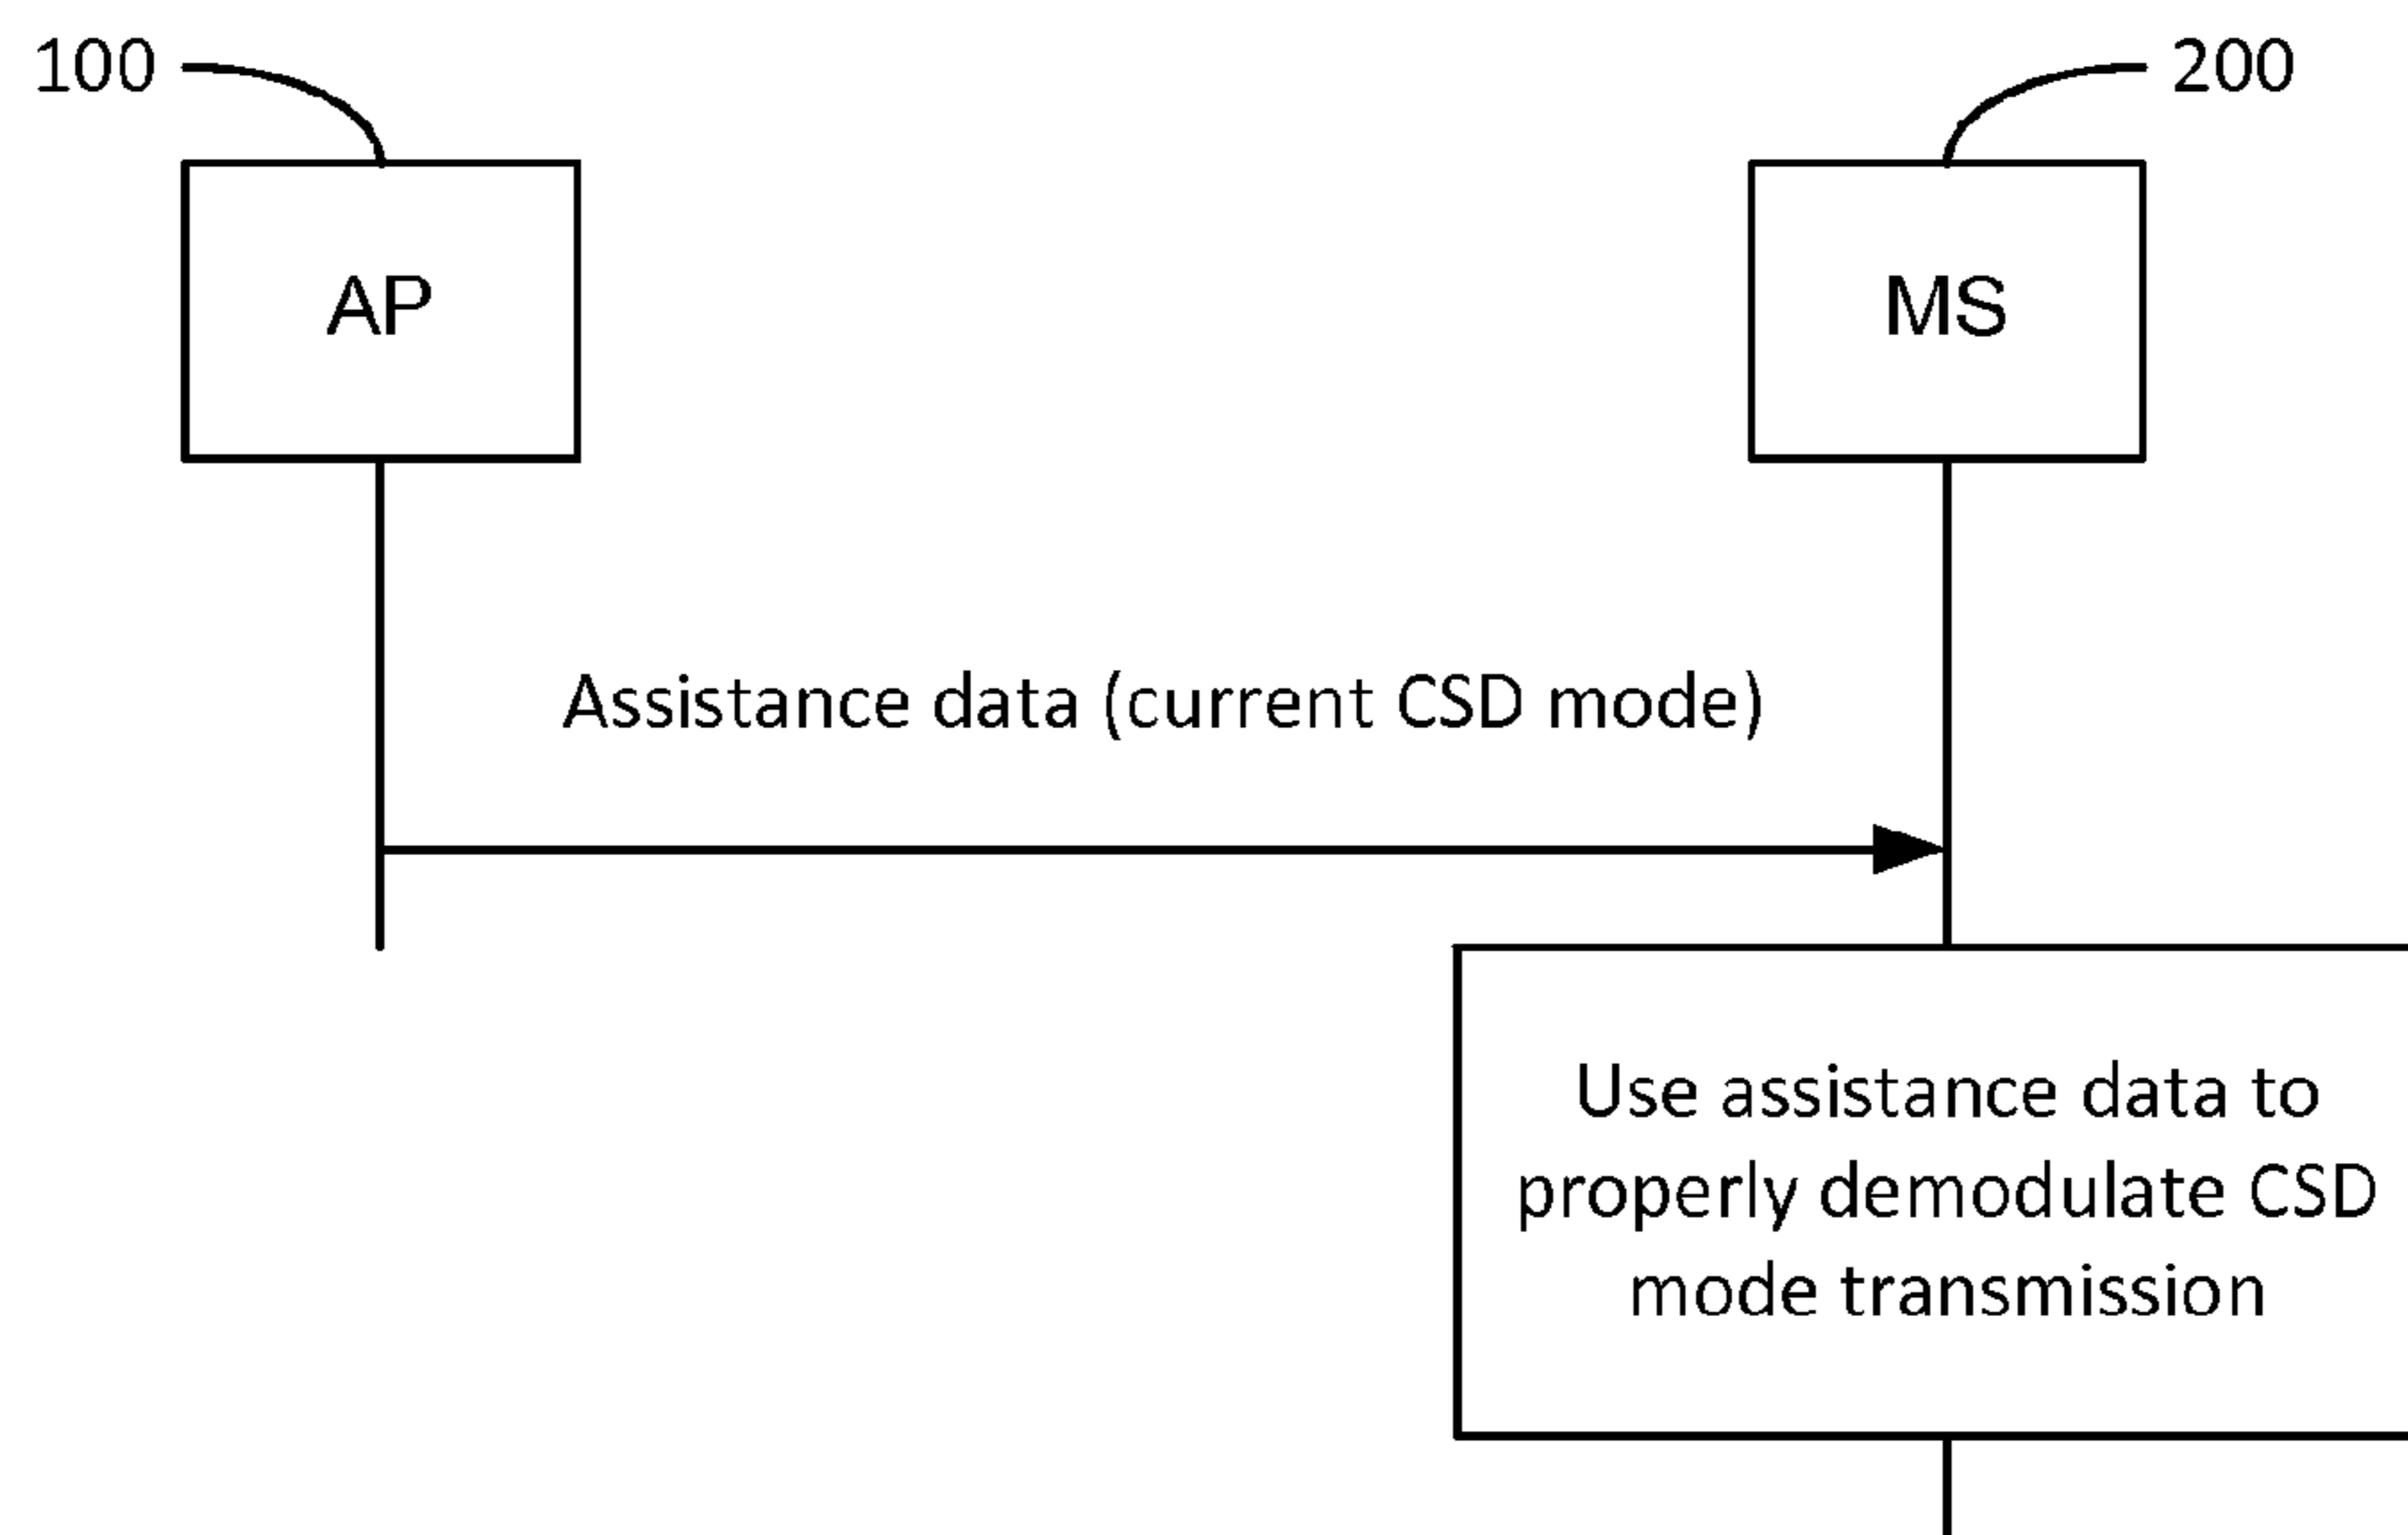 100
200
AP
MS
Assistance data (current CSD mode)
Use assistance data to
properly demodulate CSD
mode transmission